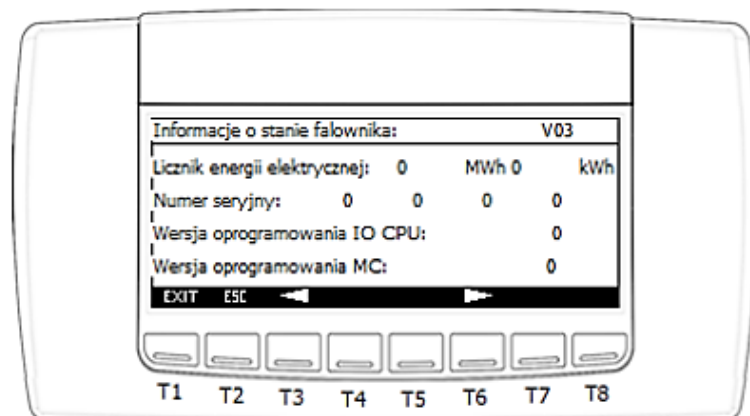 Informacje o stanie falownika: V03
Licznik energii elektrycznej: 0 MWh 0 kWh
Numer seryjny: 0 0 0 0
Wersja oprogramowania IO CPU: 0
Wersja oprogramowania MC: 0
EXIT ESC
T1 T2 T3 T4 T5 T6 T7 T8